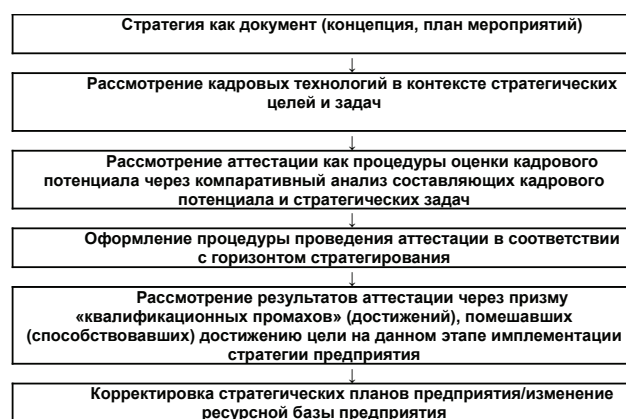 Стратегия как документ (концепция, план мероприятий)
↓
Рассмотрение кадровых технологий в контексте стратегических
целей и задач
↓
Рассмотрение аттестации как процедуры оценки кадрового
потенциала через компаративный анализ составляющих кадрового
потенциала и стратегических задач
↓
Оформление процедуры проведения аттестации в соответствии
с горизонтом стратегирования
↓
Рассмотрение результатов аттестации через призму
«квалификационных промахов» (достижений), помешавших
(способствовавших) достижению цели на данном этапе имплементации
стратегии предприятия
↓
Корректировка стратегических планов предприятия/изменение
ресурсной базы предприятия